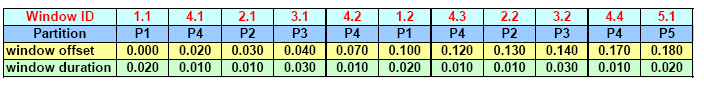 Window ID 1.1 4.1 2.1 3.1 4.2 1.2 4.3 2.2 3.2 4.4 5.1
Partition P1 P4 P2 P3 P4 P1 P4 P2 P3 P4 P5
window offset 0.000 0.020 0.030 0.040 0.070 0.100 0.120 0.130 0.140 0.170 0.180
window duration 0.020 0.010 0.010 0.030 0.010 0.020 0.010 0.010 0.030 0.010 0.020